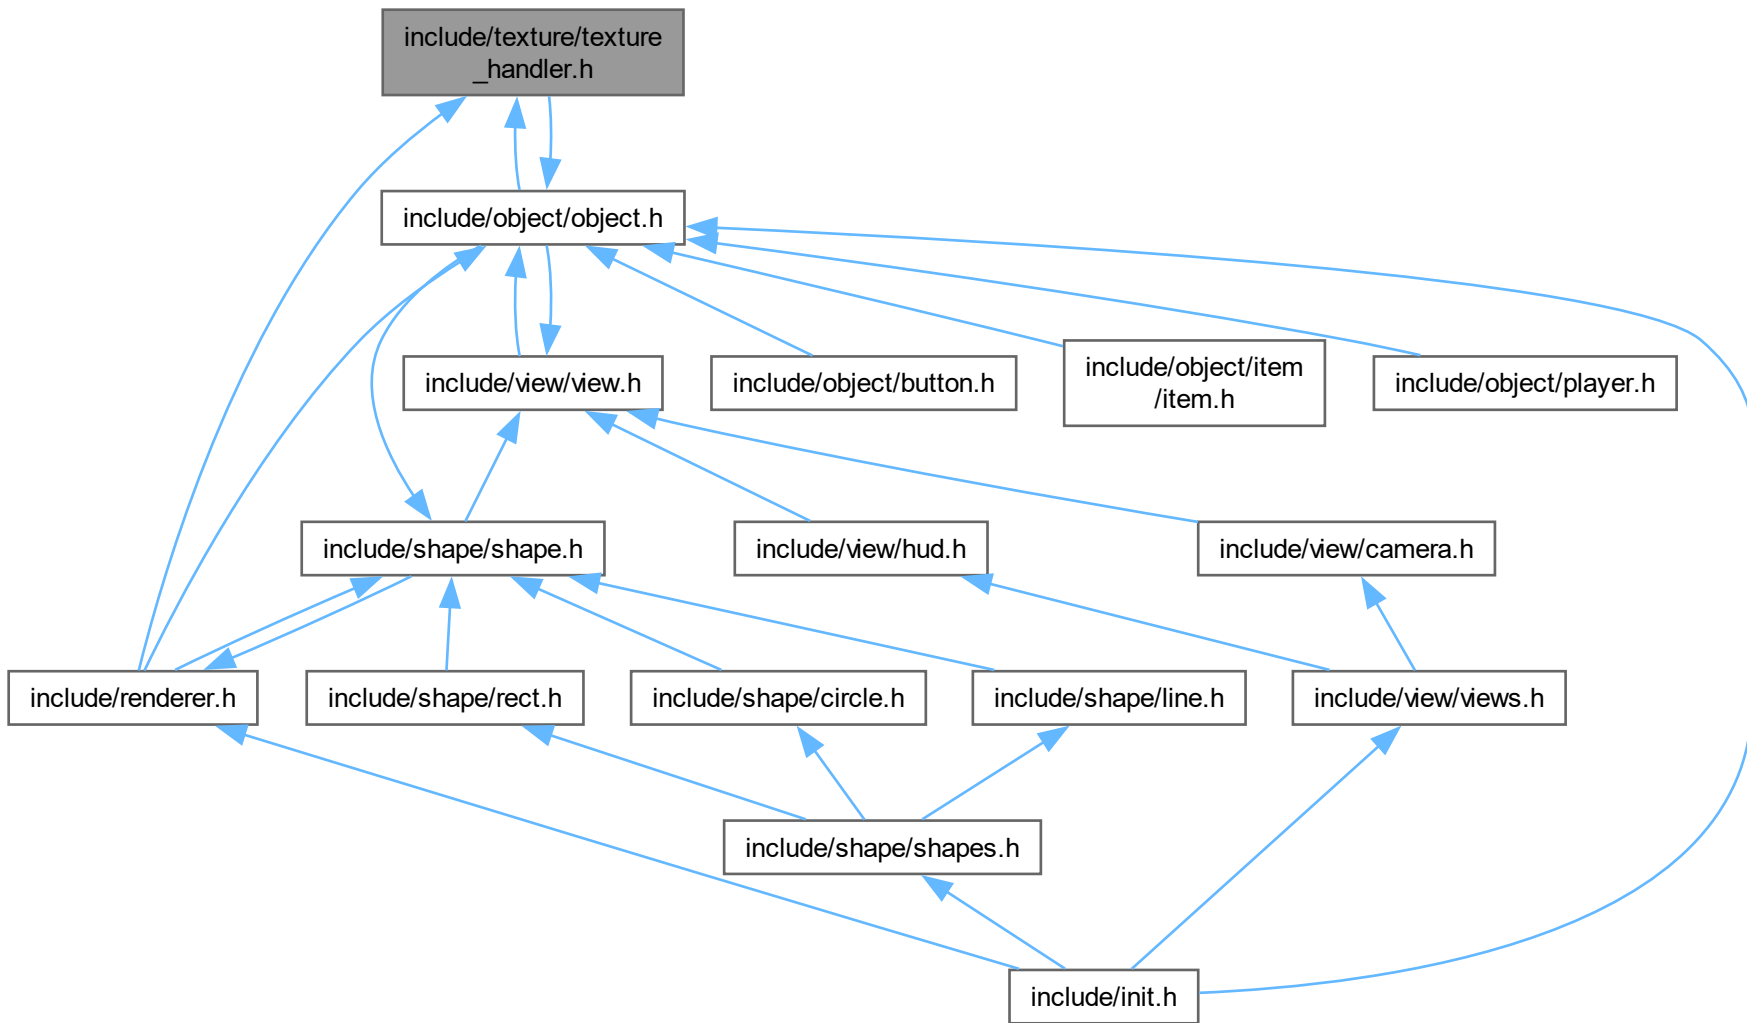 include/texture/texture
_handler.h
include/object/object.h
include/view/view.h
include/object/button.h
include/object/item
/item.h
include/object/player.h
include/shape/shape.h
include/view/hud.h
include/view/camera.h
include/renderer.h
include/shape/rect.h
include/shape/circle.h
include/shape/line.h
include/view/views.h
include/shape/shapes.h
include/init.h